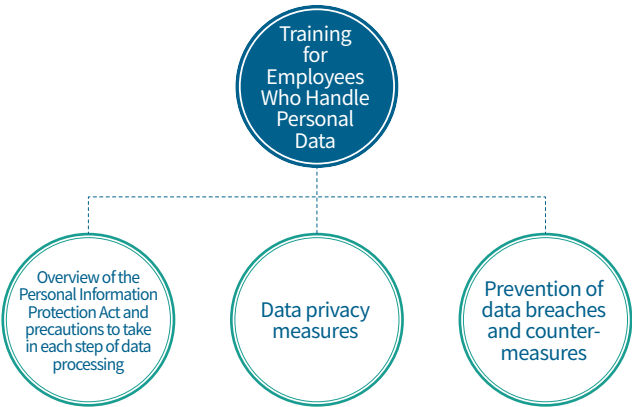 Training
for
Employees
Who Handle
Personal
Data
Overview of the
Personal Information
Protection Act and
precautions to take
in each step of data
processing
Data privacy
measures
Prevention of
data breaches
and counter-
measures